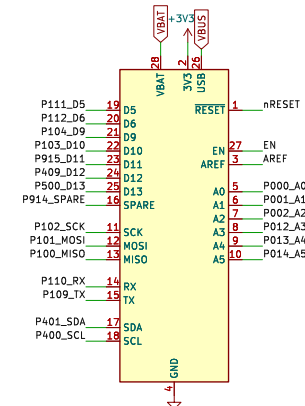 VBAT
+3V3
VBUS
28
2
26
VBAT
3V3
USB
P111_D5 19 D5
P112_D6 20 D6
P104_D9 21 D9
P103_D10 22 D10
P915_D11 23 D11
P409_D12 24 D12
P500_D13 25 D13
P914_SPARE 16 SPARE
P102_SCK 11 SCK
P101_MOSI 12 MOSI
P100_MISO 13 MISO
P110_RX 14 RX
P109_TX 15 TX
P401_SDA 17 SDA
P400_SCL 18 SCL
RESET 1 nRESET
EN 27 EN
AREF 3 AREF
A0 5 P000_A0
A1 6 P001_A1
A2 7 P002_A2
A3 8 P012_A3
A4 9 P013_A4
A5 10 P014_A5
GND
4